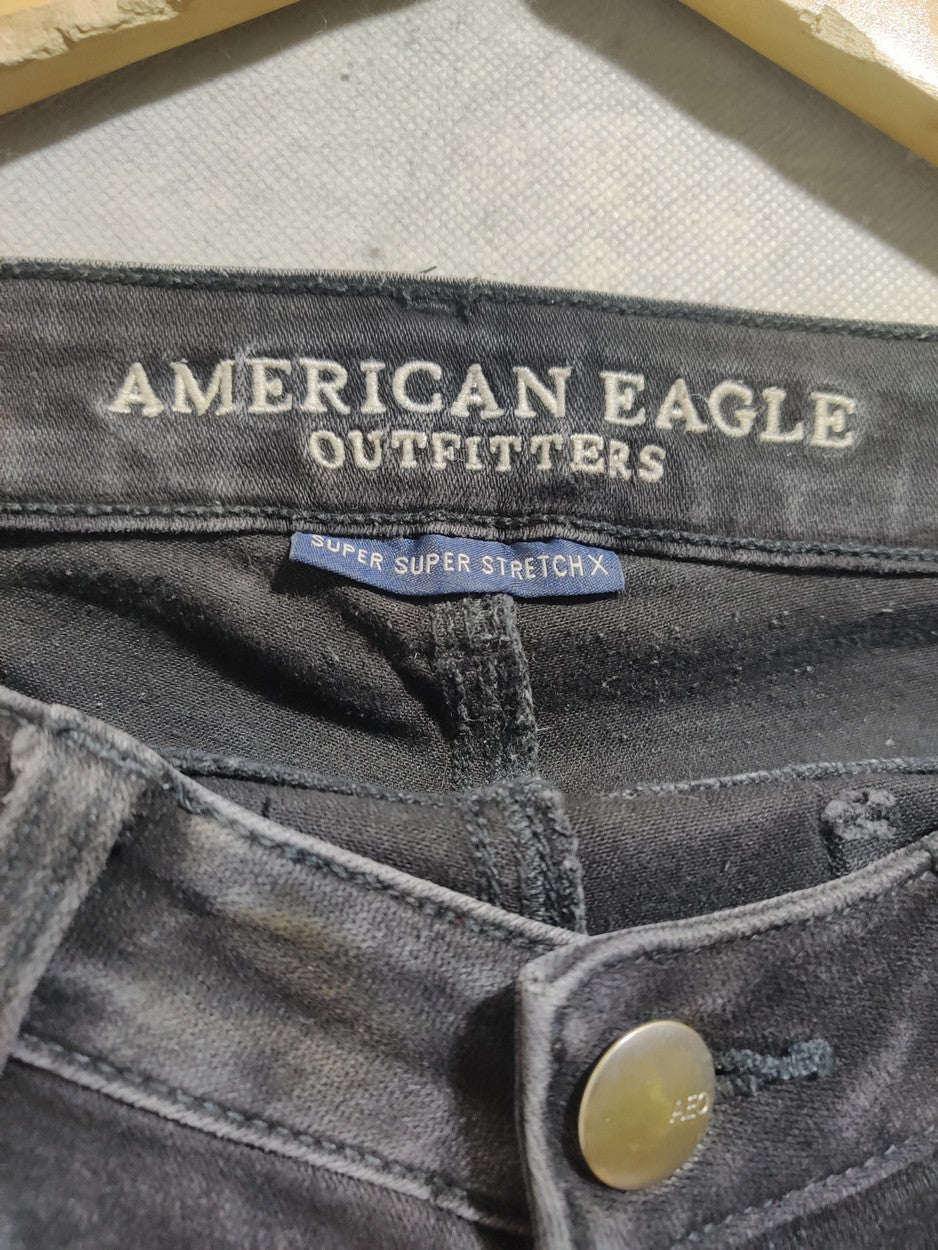 AMERICAN EAGLE
OUTFITTERS
SUPER SUPER STRETCH X
AEO